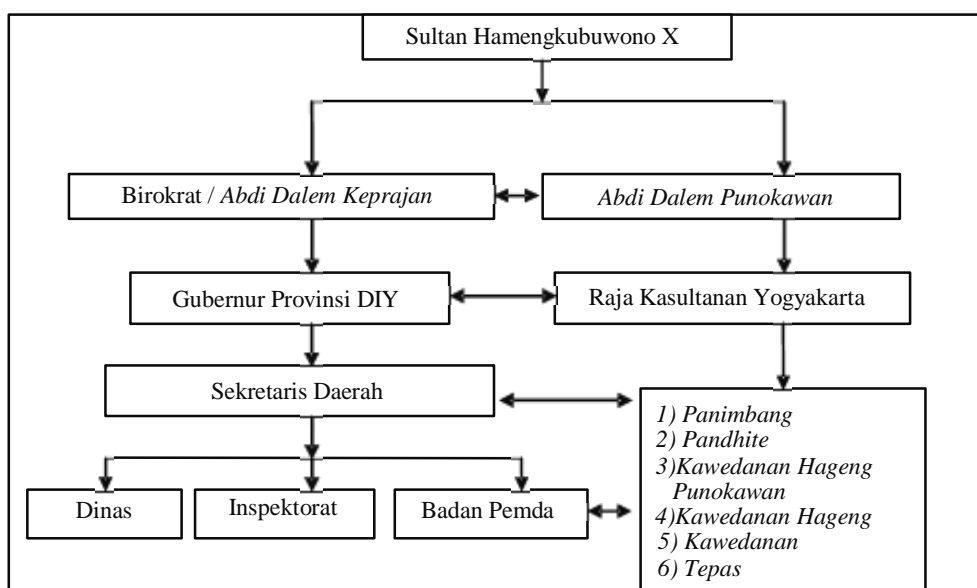 Sultan Hamengkubuwono X
Birokrat / Abdi Dalem Keprajan
Abdi Dalem Punokawan
Gubernur Provinsi DIY
Raja Kasultanan Yogyakarta
Sekretaris Daerah
1) Panimbang
2) Pandhite
3)Kawedanan Hageng
Punokawan
4)Kawedanan Hageng
5) Kawedanan
6) Tepas
Dinas
Inspektorat
Badan Pemda